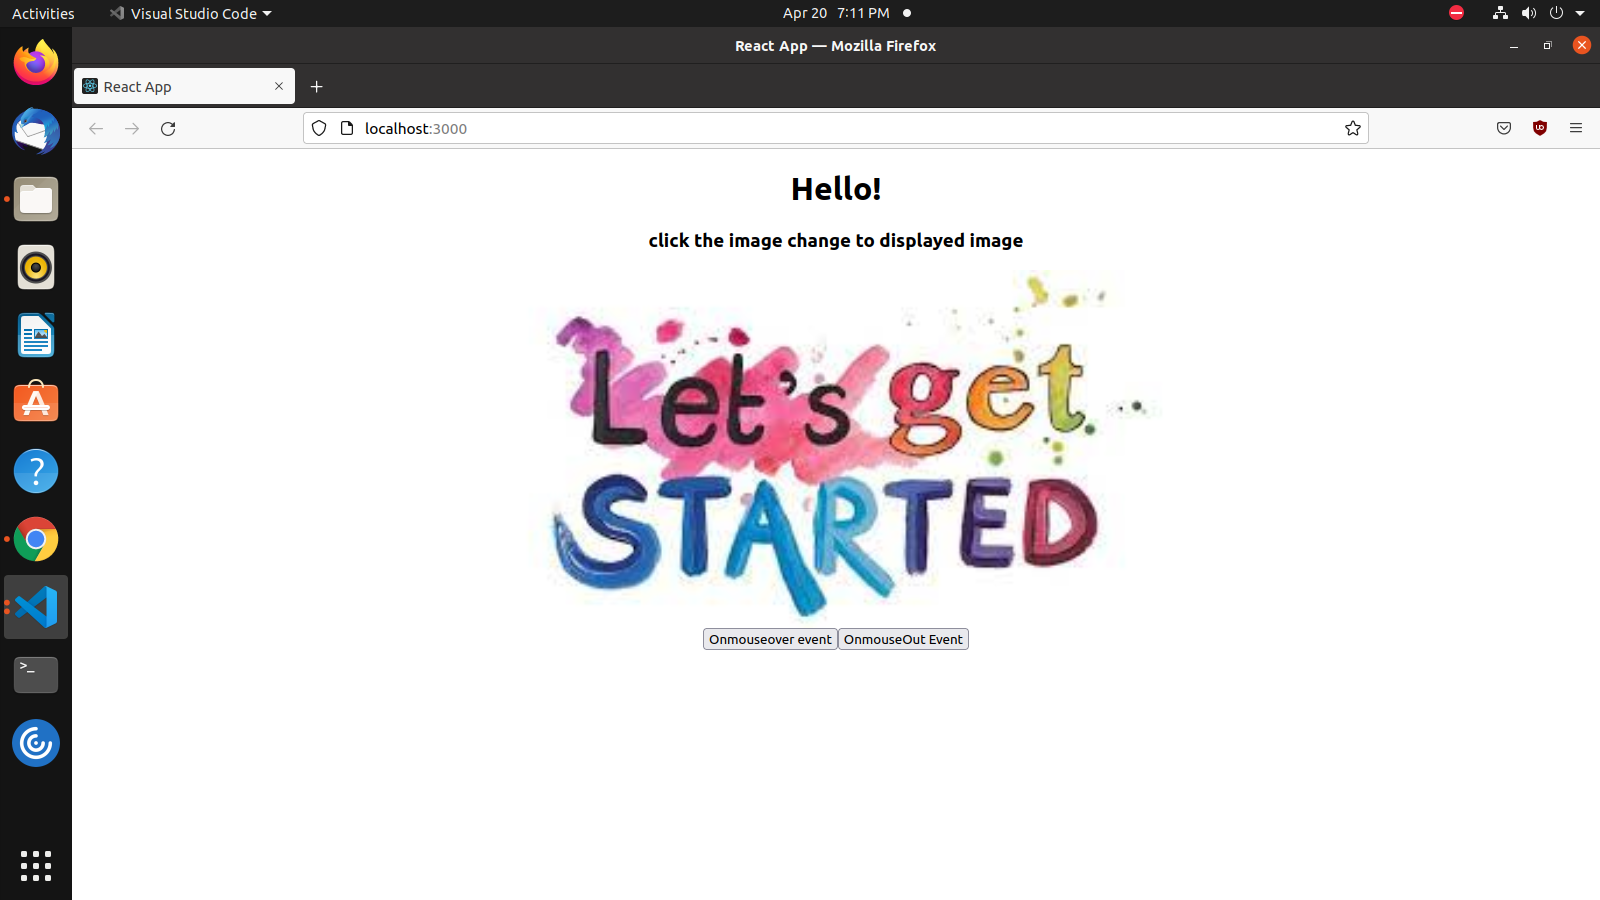 Activities
Visual Studio Code
Apr 20 7:11 PM
React App — Mozilla Firefox
React App
localhost:3000
Hello!
click the image change to displayed image
Let's get
STARTED
Onmouseover event
OnmouseOut Event